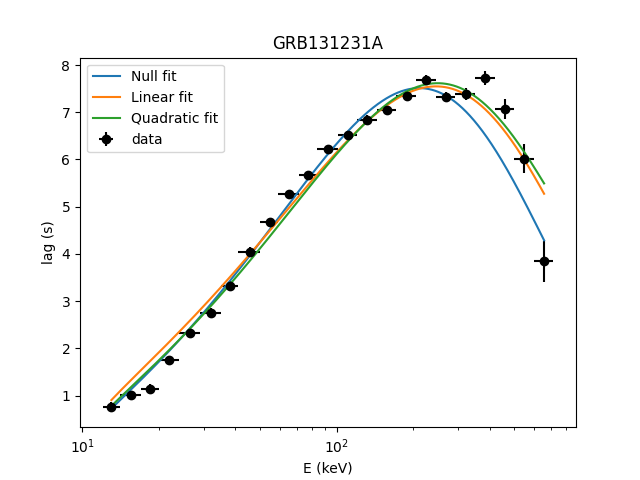 GRB131231A
Null fit
Linear fit
Quadratic fit
data
lag (s)
8
7
6
5
4
3
2
1
10¹
10²
E (keV)